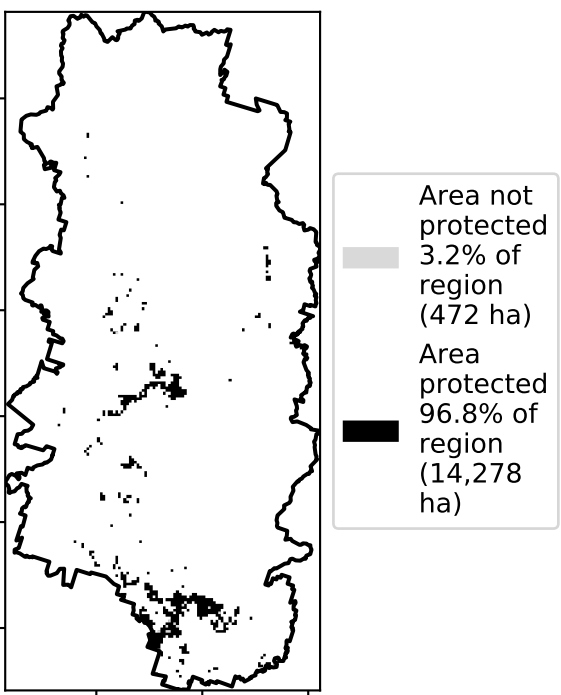 Area not
protected
3.2% of
region
(472 ha)
Area
protected
96.8% of
region
(14,278
ha)